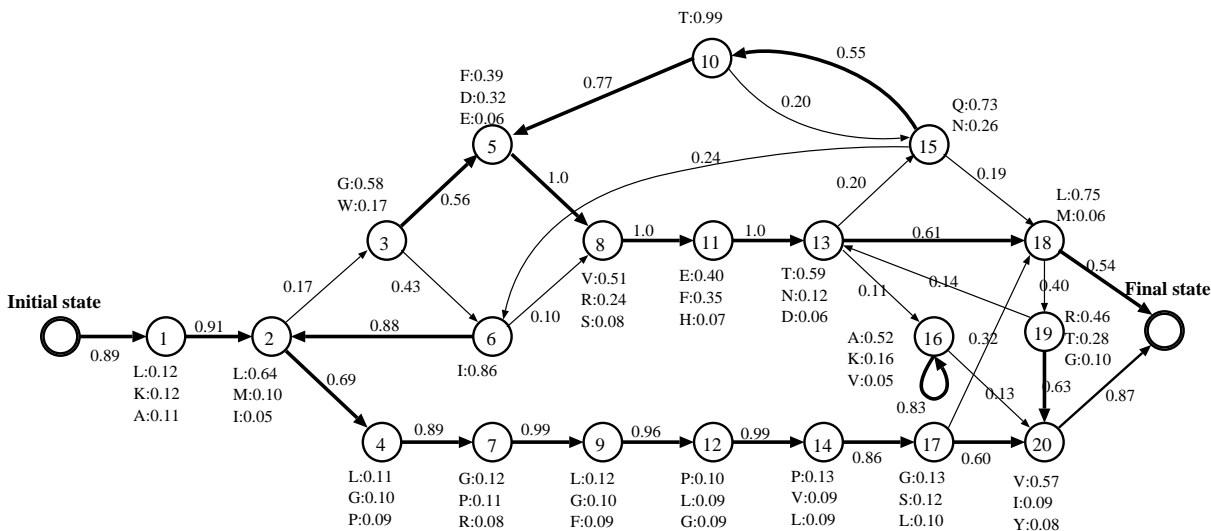 T:0.99
10
0.55
0.77
0.20
F:0.39
D:0.32
E:0.06
5
Q:0.73
N:0.26
15
0.24
1.0
0.20
0.19
G:0.58
W:0.17
0.56
3
L:0.75
M:0.06
8
1.0
11
1.0
13
0.61
18
0.54
0.17
0.43
V:0.51
R:0.24
S:0.08
E:0.40
F:0.35
H:0.07
T:0.59
N:0.12
D:0.06
0.14
0.40
0.11
Initial state
Final state
0.89
1
0.91
2
0.88
6
0.10
I:0.86
A:0.52
K:0.16
V:0.05
16
0.32
19
R:0.46
T:0.28
G:0.10
L:0.12
K:0.12
A:0.11
L:0.64
M:0.10
I:0.05
0.69
0.83
0.13
0.63
0.87
4
0.89
7
0.99
9
0.96
12
0.99
14
0.86
17
0.60
20
L:0.11
G:0.10
P:0.09
G:0.12
P:0.11
R:0.08
L:0.12
G:0.10
F:0.09
P:0.10
L:0.09
G:0.09
P:0.13
V:0.09
L:0.09
G:0.13
S:0.12
L:0.10
V:0.57
I:0.09
Y:0.08